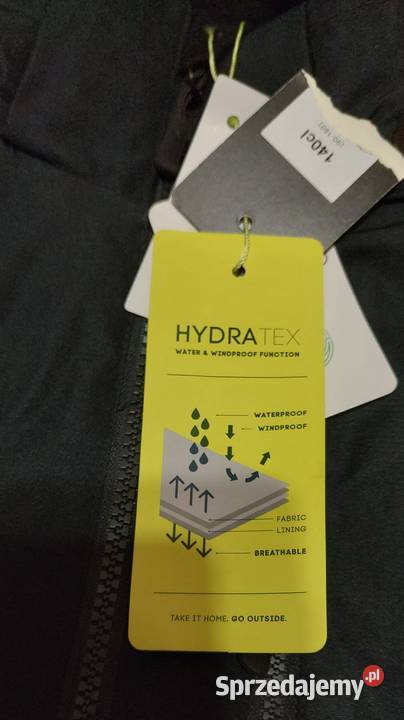 140cl
HYDRATEX
WATER & WINDPROOF FUNCTION
WATERPROOF
WINDPROOF
FABRIC
LINING
BREATHABLE
TAKE IT HOME. GO OUTSIDE.
Sprzedajemy.pl